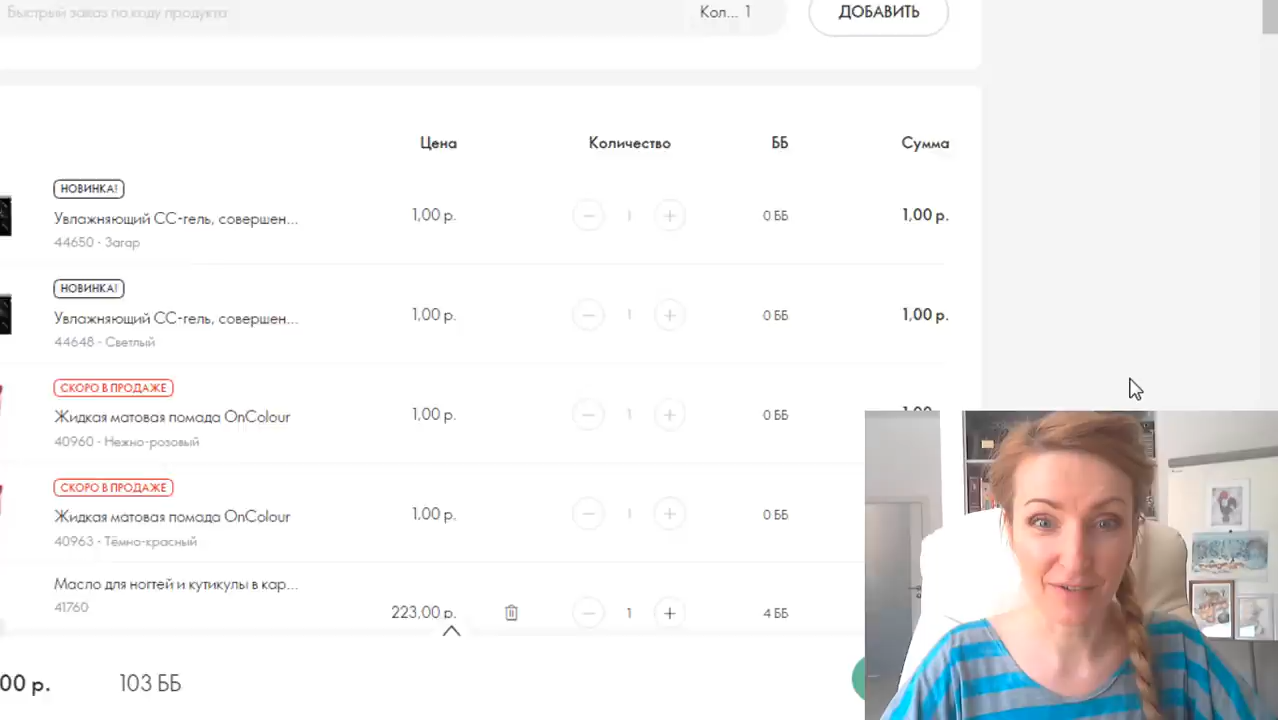 Быстрый заказ по коду продукта
Кол... 1
ДОБАВИТЬ
Цена Количество ББ Сумма
НОВИНКА!
Увлажняющий СС-гель, совершен...
44650 - Загар
1,00 р. 1 0 ББ 1,00 р.
НОВИНКА!
Увлажняющий СС-гель, совершен...
44648 - Светлый
1,00 р. 1 0 ББ 1,00 р.
СКОРО В ПРОДАЖЕ
Жидкая матовая помада OnColour
40960 - Нежно-розовый
1,00 р. 1 0 ББ
СКОРО В ПРОДАЖЕ
Жидкая матовая помада OnColour
40963 - Тёмно-красный
1,00 р. 1 0 ББ
Масло для ногтей и кутикулы в кар...
41760
223,00 р. 1 4 ББ
00 р. 103 ББ